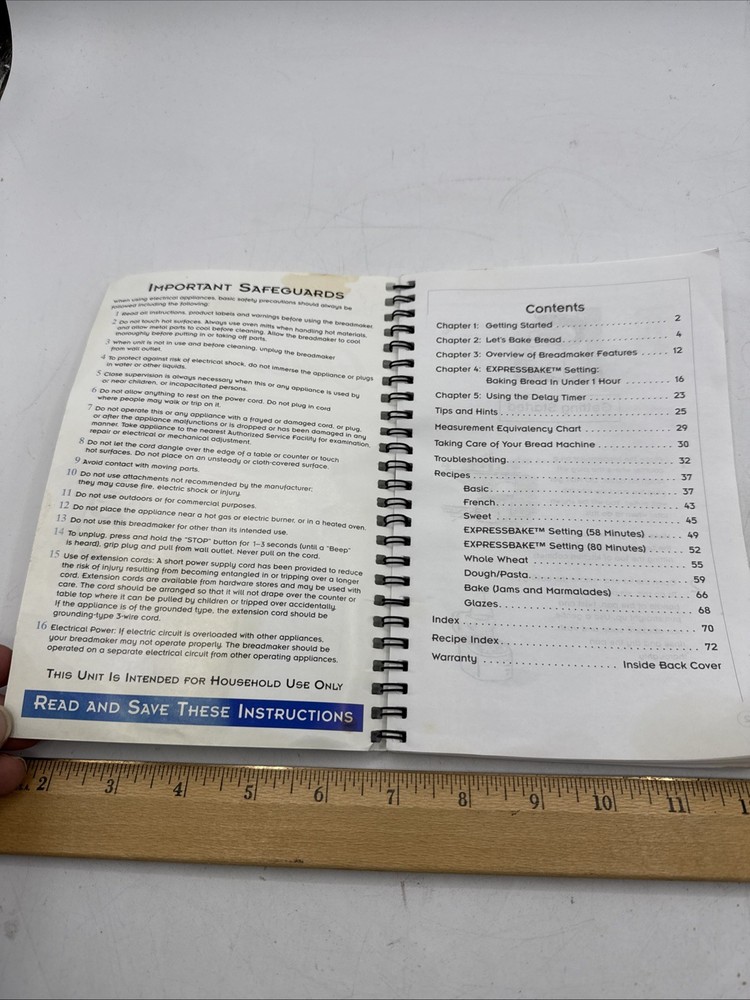 IMPORTANT SAFEGUARDS
When using electrical appliances, basic safety precautions should always be
followed including the following:
1 Read all instructions, product labels and warnings before using the breadmaker.
2 Do not touch hot surfaces. Always use oven mitts when handling hot materials,
and allow metal parts to cool before cleaning. Allow the breadmaker to cool
thoroughly before putting in or taking off parts.
3 When unit is not in use and before cleaning, unplug the breadmaker
from wall outlet.
4 To protect against risk of electrical shock, do not immerse the appliance or plugs
in water or other liquids.
5 Close supervision is always necessary when this or any appliance is used by
or near children, or incapacitated persons.
6 Do not allow anything to rest on the power cord. Do not plug in cord
where people may walk or trip on it.
7 Do not operate this or any appliance with a frayed or damaged cord, or plug,
or after the appliance malfunctions or is dropped or has been damaged in any
manner. Take appliance to the nearest Authorized Service Facility for examination,
repair or electrical or mechanical adjustment.
8 Do not let the cord dangle over the edge of a table or counter or touch
hot surfaces. Do not place on an unsteady or cloth-covered surface.
9 Avoid contact with moving parts.
10 Do not use attachments not recommended by the manufacturer;
they may cause fire, electric shock or injury.
11 Do not use outdoors or for commercial purposes.
12 Do not place the appliance near a hot gas or electric burner, or in a heated oven.
13 Do not use this breadmaker for other than its intended use.
14 To unplug, press and hold the "STOP" button for 1-3 seconds (until a "Beep"
is heard), grip plug and pull from wall outlet. Never pull on the cord.
15 Use of extension cords: A short power supply cord has been provided to reduce
the risk of injury resulting from becoming entangled in or tripping over a longer
cord. Extension cords are available from hardware stores and may be used with
care. The cord should be arranged so that it will not drape over the counter or
table top where it can be pulled by children or tripped over accidentally.
If the appliance is of the grounded type, the extension cord should be
grounding-type 3-wire cord.
16 Electrical Power: If electric circuit is overloaded with other appliances,
your breadmaker may not operate properly. The breadmaker should be
operated on a separate electrical circuit from other operating appliances.
THIS UNIT IS INTENDED FOR HOUSEHOLD USE ONLY
READ AND SAVE THESE INSTRUCTIONS
Contents
Chapter 1: Getting Started . . . . . . . . . . . . . . . . . . . . 2
Chapter 2: Let's Bake Bread . . . . . . . . . . . . . . . . . . . . 4
Chapter 3: Overview of Breadmaker Features . . . . . . 12
Chapter 4: EXPRESSBAKE™ Setting:
Baking Bread in Under 1 Hour . . . . . . . . 16
Chapter 5: Using the Delay Timer . . . . . . . . . . . . . . . 23
Tips and Hints . . . . . . . . . . . . . . . . . . . . . . . . . . . . . 25
Measurement Equivalency Chart . . . . . . . . . . . . . . . 29
Taking Care of Your Bread Machine . . . . . . . . . . . . . 30
Troubleshooting . . . . . . . . . . . . . . . . . . . . . . . . . . . . 32
Recipes . . . . . . . . . . . . . . . . . . . . . . . . . . . . . . . . . . 37
Basic . . . . . . . . . . . . . . . . . . . . . . . . . . . . . . 37
French . . . . . . . . . . . . . . . . . . . . . . . . . . . . . 43
Sweet . . . . . . . . . . . . . . . . . . . . . . . . . . . . . 45
EXPRESSBAKE™ Setting (58 Minutes) . . . . . . 49
EXPRESSBAKE™ Setting (80 Minutes) . . . . . . 52
Whole Wheat . . . . . . . . . . . . . . . . . . . . . . . 55
Dough/Pasta . . . . . . . . . . . . . . . . . . . . . . . . 59
Bake (Jams and Marmalades) . . . . . . . . . . . 66
Glazes . . . . . . . . . . . . . . . . . . . . . . . . . . . . . 68
Index . . . . . . . . . . . . . . . . . . . . . . . . . . . . . . . . . . . . 70
Recipe Index . . . . . . . . . . . . . . . . . . . . . . . . . . . . . . 72
Warranty . . . . . . . . . . . . . . . . . . . . Inside Back Cover
2 3 4 5 6 7 8 9 10 11 1